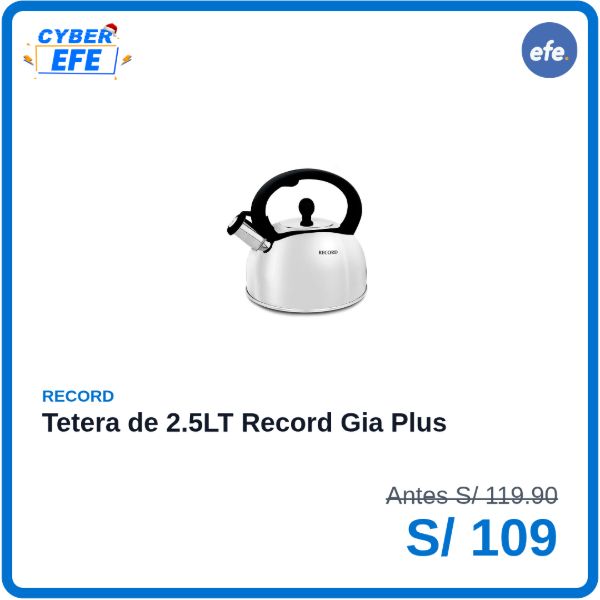 CYBER
EFE
efe.
RECORD
RECORD
Tetera de 2.5LT Record Gia Plus
Antes S/ 119.90
S/ 109